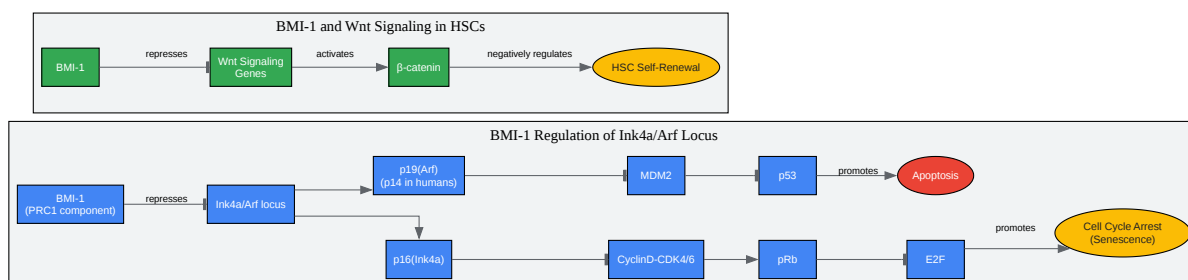 BMI-1 and Wnt Signaling in HSCs
BMI-1
represses
Wnt Signaling
Genes
activates
β-catenin
negatively regulates
HSC Self-Renewal
BMI-1 Regulation of Ink4a/Arf Locus
BMI-1
(PRC1 component)
represses
Ink4a/Arf locus
p19(Arf)
(p14 in humans)
MDM2
p53
promotes
Apoptosis
p16(Ink4a)
CyclinD-CDK4/6
pRb
E2F
promotes
Cell Cycle Arrest
(Senescence)